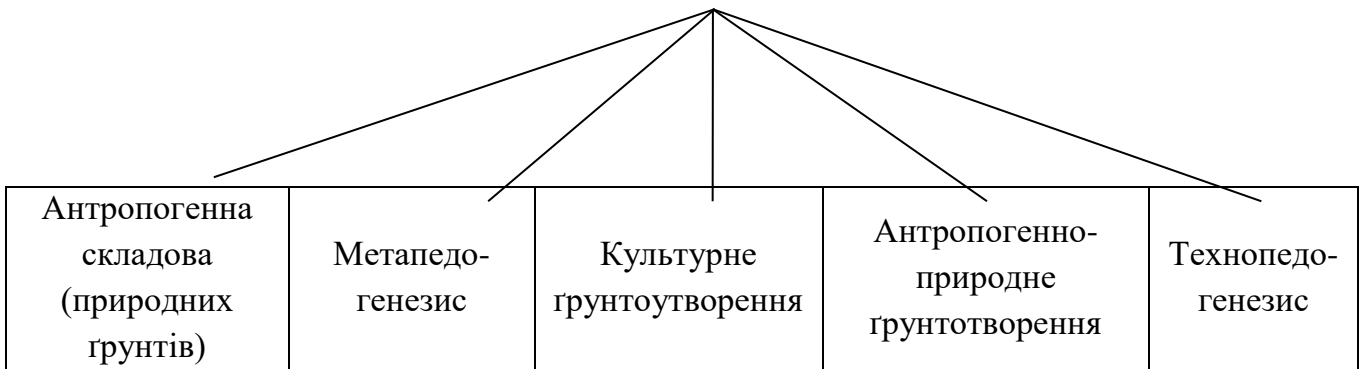 Антропогенна
складова
(природних
ґрунтів)
Метапедо-
генезис
Культурне
ґрунтоутворення
Антропогенно-
природне
ґрунтотворення
Технопедо-
генезис